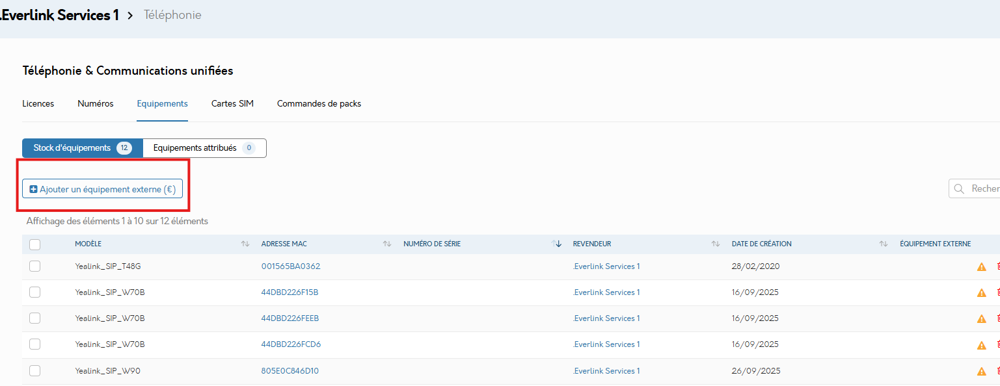 .Everlink Services 1 > Téléphonie
Téléphonie & Communications unifiées
Licences Numéros Equipements Cartes SIM Commandes de packs
Stock d'équipements 12 Equipements attribués 0
Ajouter un équipement externe (€)
Recher
Affichage des éléments 1 à 10 sur 12 éléments
MODÈLE ADRESSE MAC NUMÉRO DE SÉRIE REVENDEUR DATE DE CRÉATION ÉQUIPEMENT EXTERNE
Yealink_SIP_T48G 001565BA0362 .Everlink Services 1 28/02/2020
Yealink_SIP_W70B 44DBD226F15B .Everlink Services 1 16/09/2025
Yealink_SIP_W70B 44DBD226FEEB .Everlink Services 1 16/09/2025
Yealink_SIP_W70B 44DBD226FCD6 .Everlink Services 1 16/09/2025
Yealink_SIP_W90 805E0C846D10 .Everlink Services 1 26/09/2025